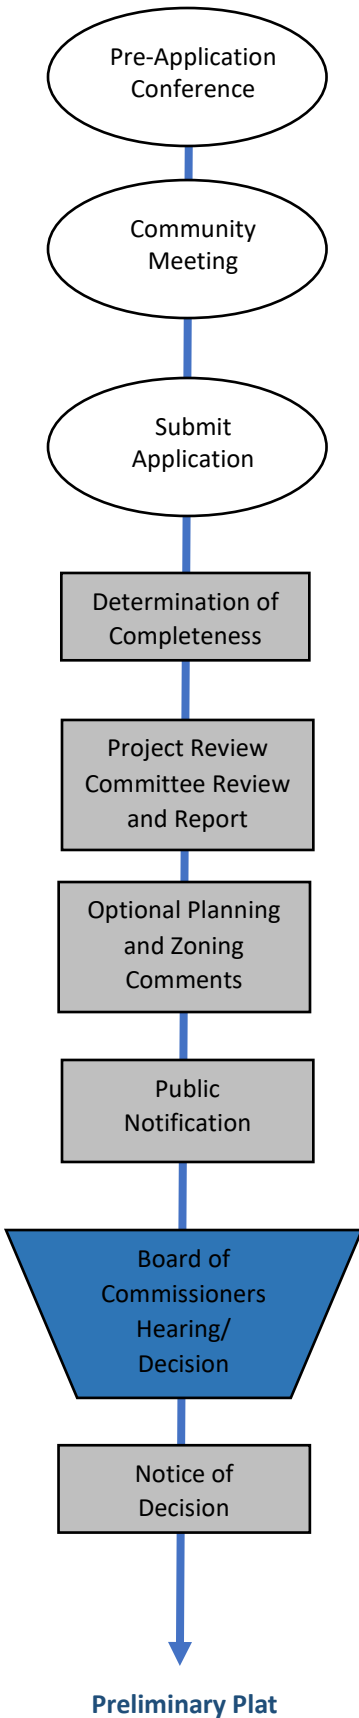 Pre-Application
Conference
Community
Meeting
Submit
Application
Determination of
Completeness
Project Review
Committee Review
and Report
Optional Planning
and Zoning
Comments
Public
Notification
Board of
Commissioners
Hearing/
Decision
Notice of
Decision
Preliminary Plat